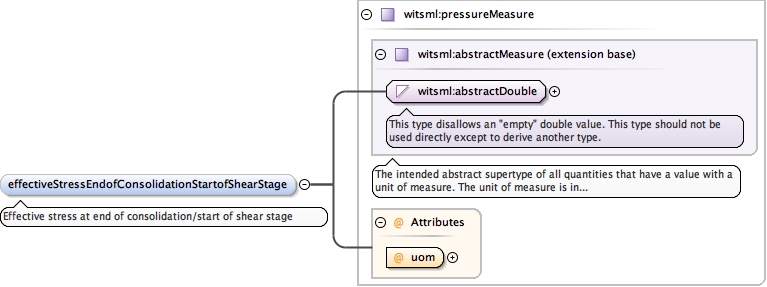 witsml:pressureMeasure
witsml:abstractMeasure (extension base)
witsml:abstractDouble
This type disallows an "empty" double value. This type should not be
used directly except to derive another type.
The intended abstract supertype of all quantities that have a value with a
unit of measure. The unit of measure is in...
effectiveStressEndofConsolidationStartofShearStage
Effective stress at end of consolidation/start of shear stage
@ Attributes
@ uom